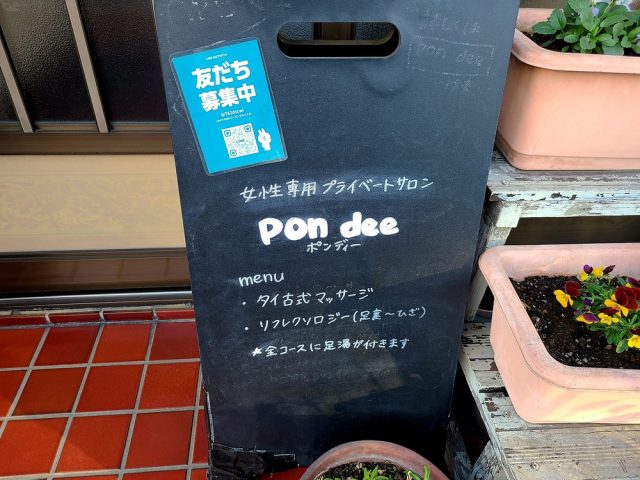 友だち
募集中
女性専用 プライベートサロン
pon dee
ポンディー
menu
・タイ古式マッサージ
・リフレクソロジー(足裏〜ひざ)
★全コースに足湯が付きます
pon dee